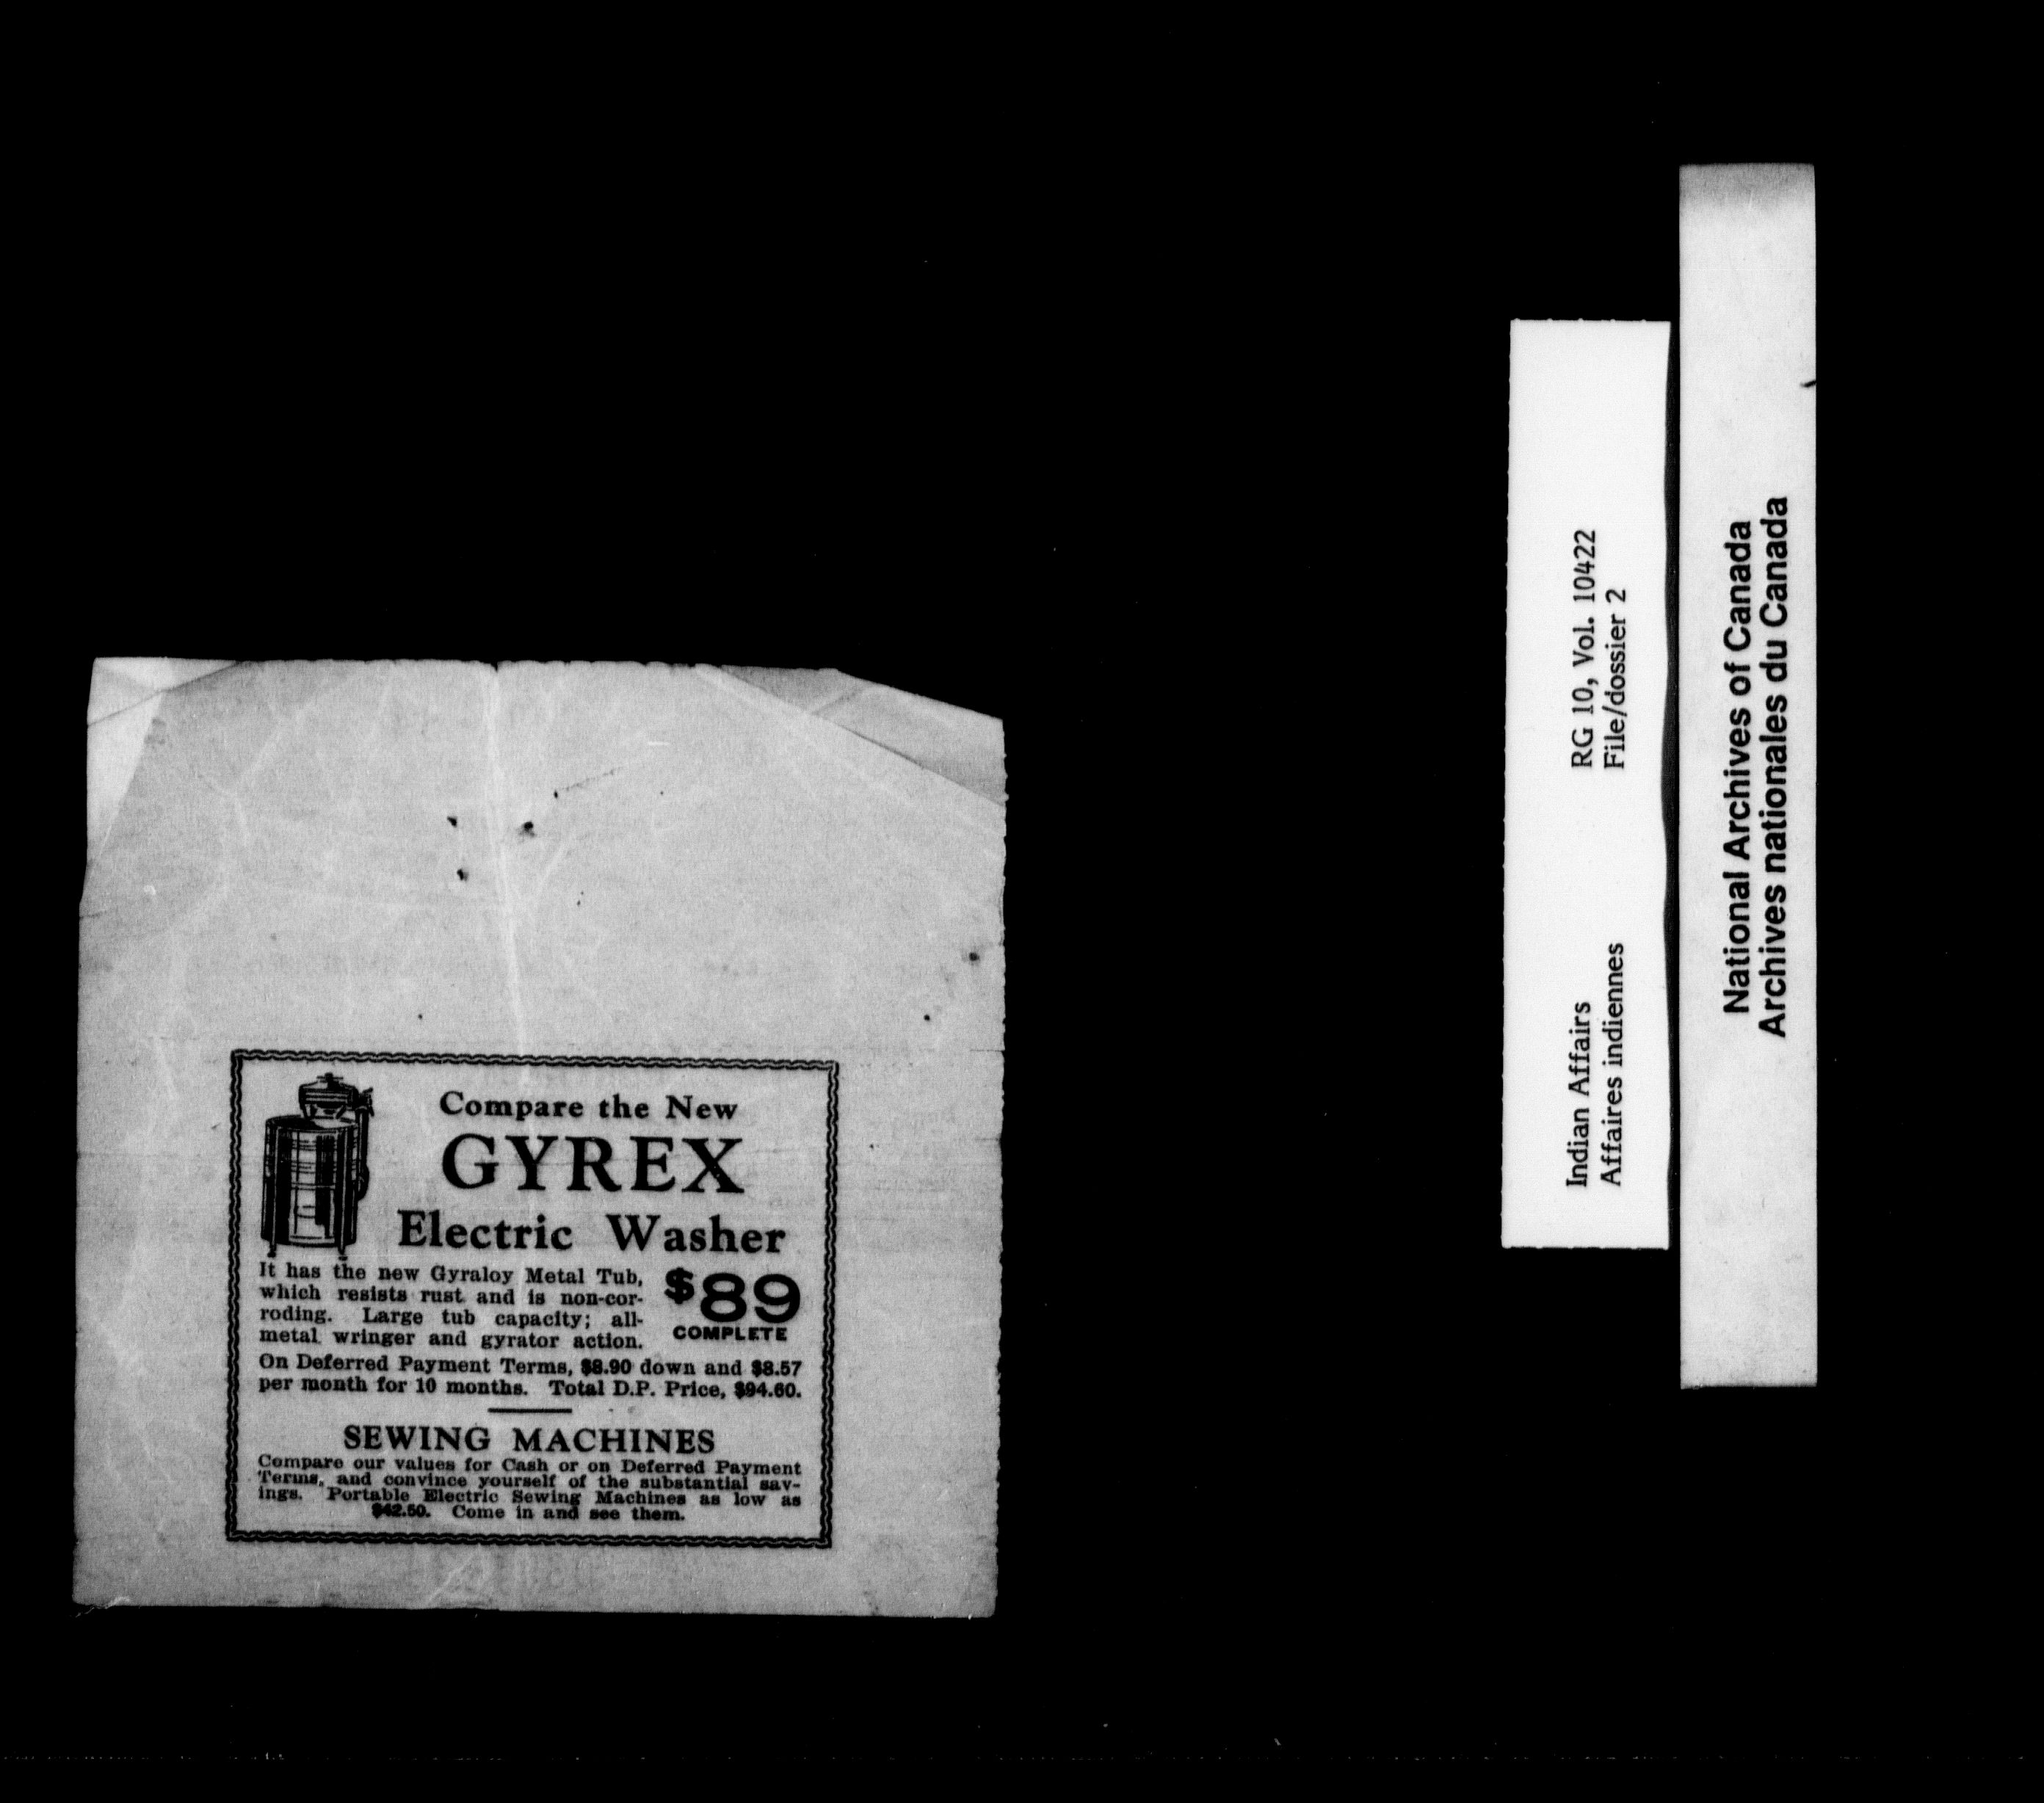 Compare the New
GYREX
Electric Washer
It has the new Gyraloy Metal Tub,
which resists rust and is non-cor-
roding. Large tub capacity; all-
metal wringer and gyrator action.
$89
COMPLETE
On Deferred Payment Terms, $8.90 down and $8.57
per month for 10 months. Total D.P. Price, $94.60.
SEWING MACHINES
Compare our values for Cash or on Deferred Payment
Terms, and convince yourself of the substantial sav-
ings. Portable Electric Sewing Machines as low as
$42.50. Come in and see them.
Indian Affairs
Affaires indiennes
RG 10, Vol. 10422
File/dossier 2
National Archives of Canada
Archives nationales du Canada